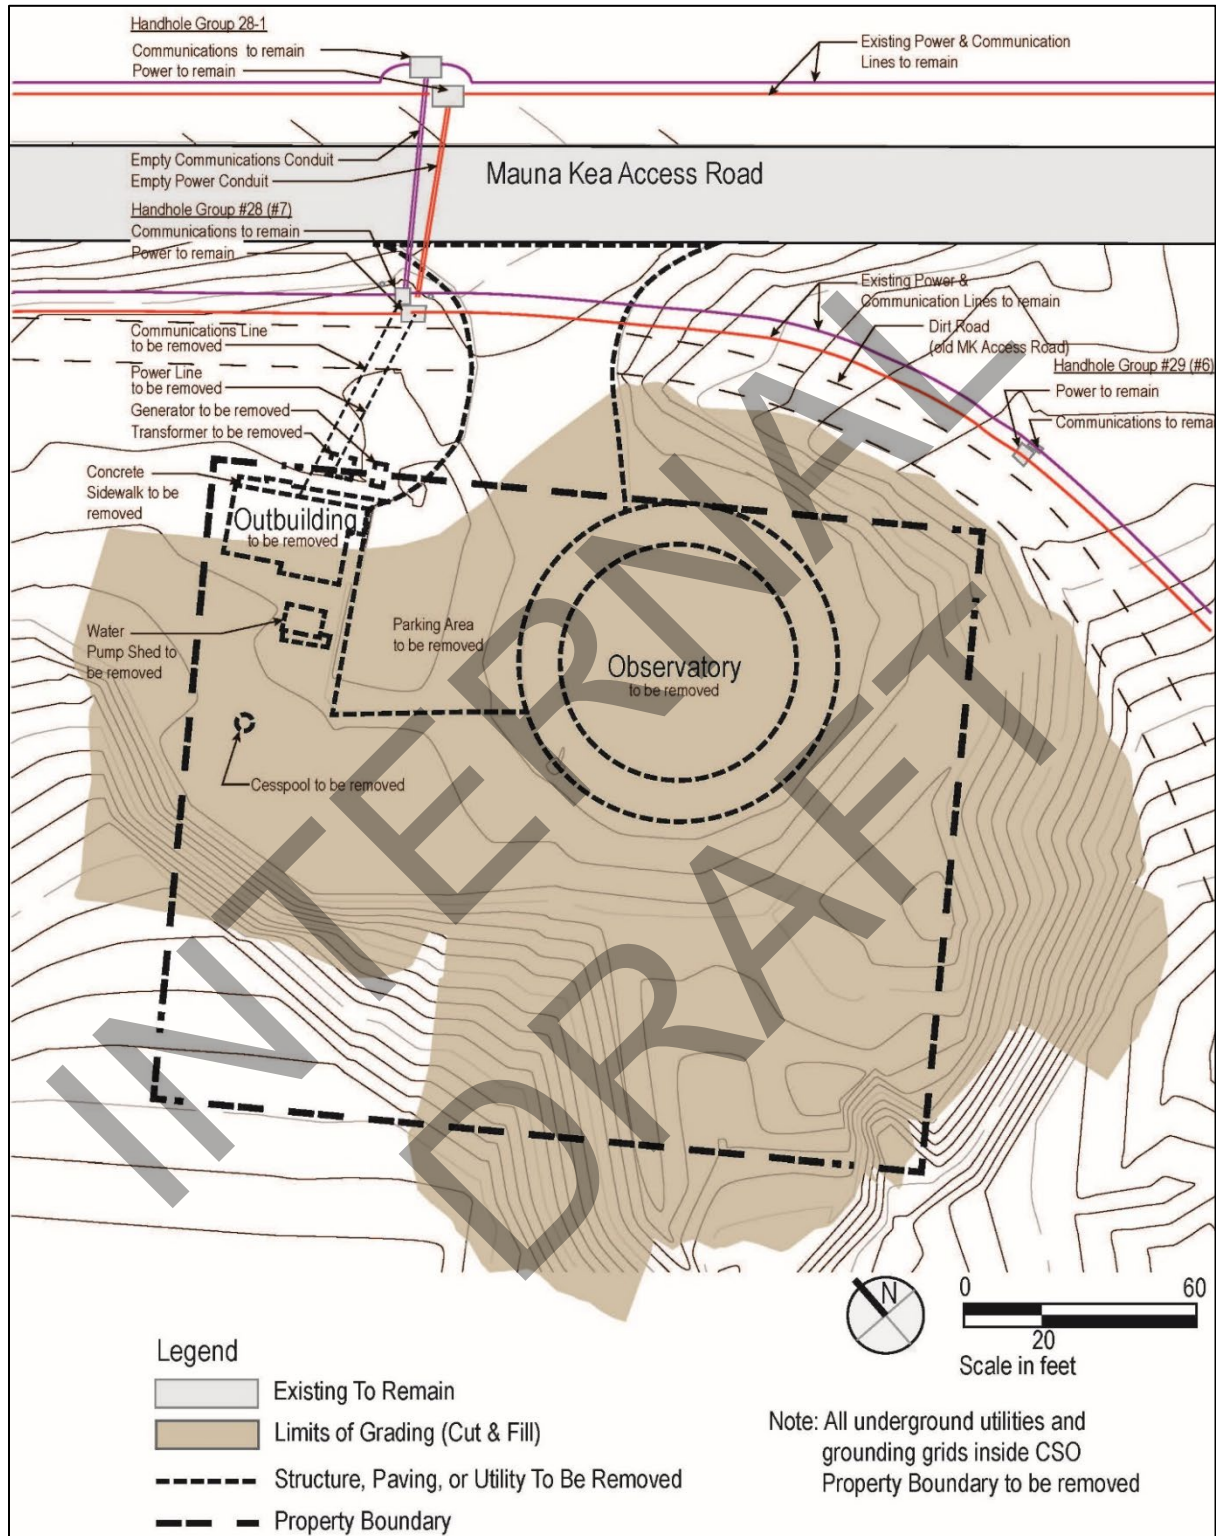 Handhole Group 28-1
Communications to remain
Power to remain
Existing Power & Communication
Lines to remain
Empty Communications Conduit
Empty Power Conduit
Mauna Kea Access Road
Handhole Group #28 (#7)
Communications to remain
Power to remain
Existing Power &
Communication Lines to remain
Dirt Road
(old MK Access Road)
Handhole Group #29 (#6)
Power to remain
Communications to rema
Communications Line
to be removed
Power Line
to be removed
Generator to be removed
Transformer to be removed
Concrete
Sidewalk to be
removed
Outbuilding
to be removed
Water
Pump Shed to
be removed
Parking Area
to be removed
Observatory
to be removed
Cesspool to be removed
INTERNAL
DRAFT
N
0 60
20
Scale in feet
Legend
Existing To Remain
Limits of Grading (Cut & Fill)
Structure, Paving, or Utility To Be Removed
Property Boundary
Note: All underground utilities and
grounding grids inside CSO
Property Boundary to be removed